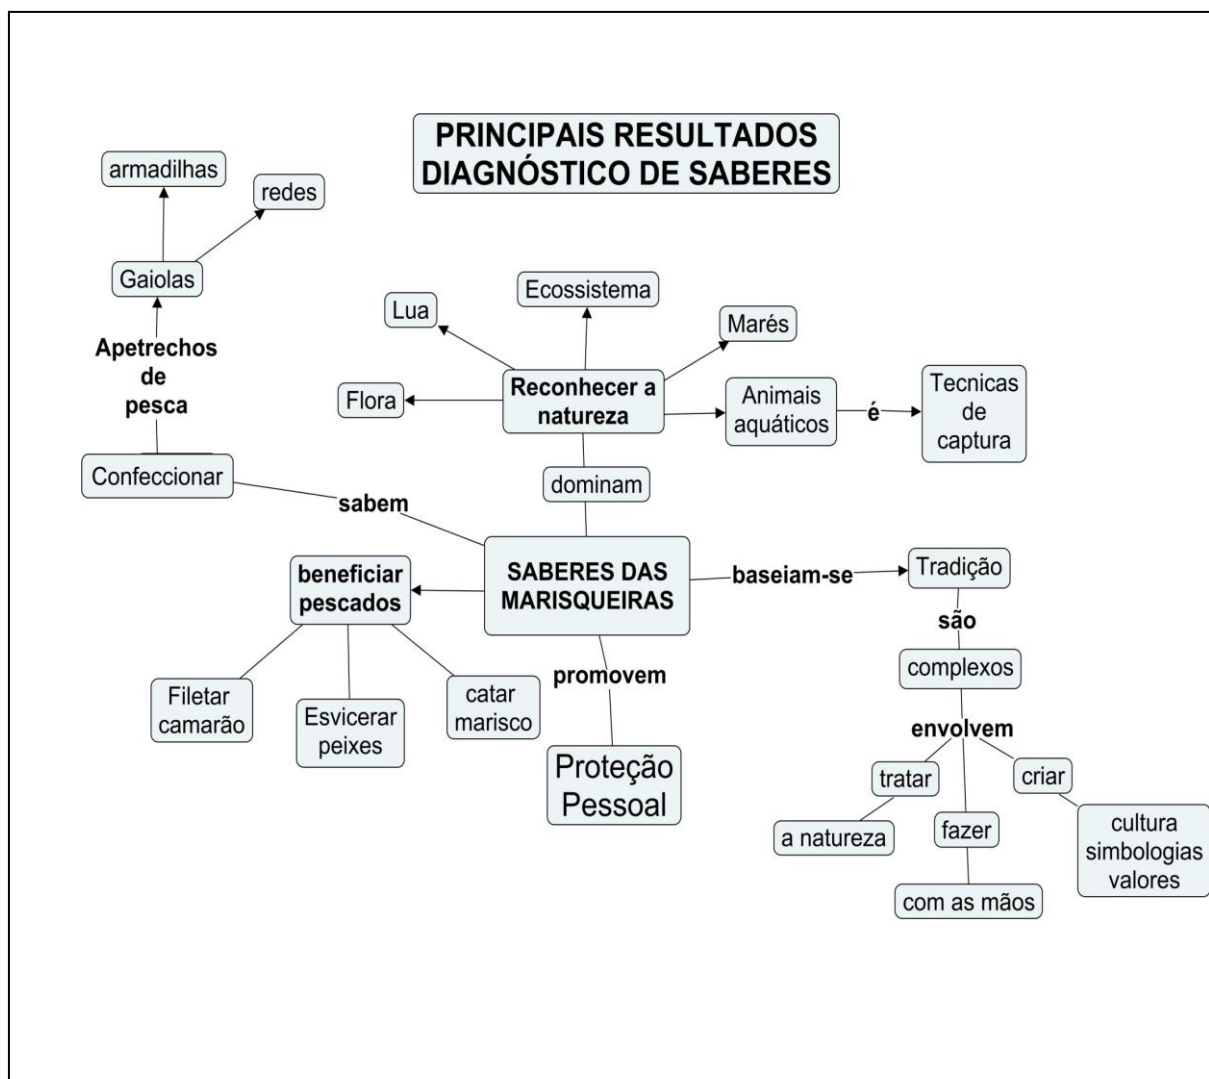 PRINCIPAIS RESULTADOS
DIAGNÓSTICO DE SABERES
armadilhas
redes
Gaiolas
Apetrechos
de
pesca
Confeccionar
sabem
Lua
Ecossistema
Marés
Flora
Reconhecer a
natureza
Animais
aquáticos
é
Tecnicas
de
captura
dominam
SABERES DAS
MARISQUEIRAS
beneficiar
pescados
Filetar
camarão
Esvicerar
peixes
catar
marisco
promovem
Proteção
Pessoal
baseiam-se
Tradição
são
complexos
envolvem
tratar
a natureza
fazer
com as mãos
criar
cultura
simbologias
valores